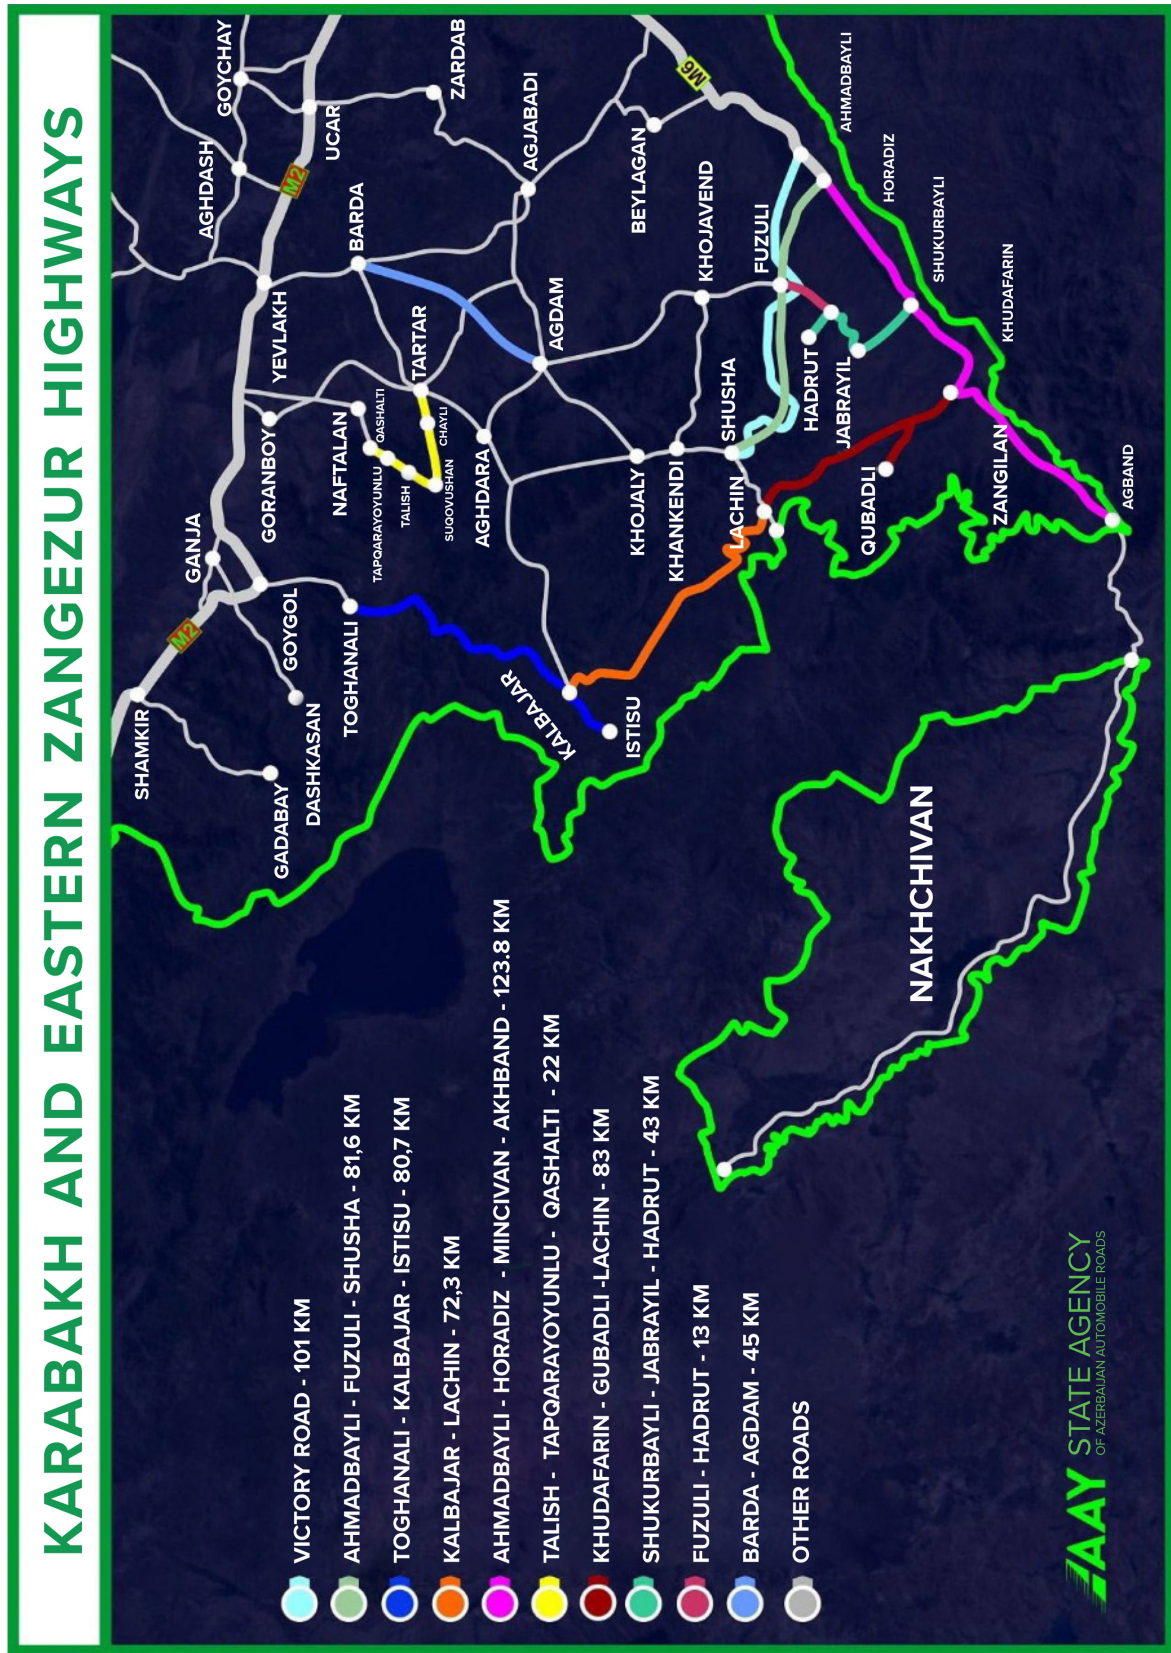 KARABAKH AND EASTERN ZANGEZUR HIGHWAYS
GOYCHAY
ZARDAB
UCAR
AGHDASH
M2
BARDA
AGJABADI
M6
BEYLAGAN
AHMADBAYLI
HORADIZ
KHOJAVEND
FUZULI
SHUKURBAYLI
KHUDAFARIN
YEVLAKH
TARTAR
AGDAM
GORANBOY
NAFTALAN
QASHALTI
TAPQARAYOYUNLU
TALISH
CHAYLI
SUQOVUSHAN
AGHDARA
SHUSHA
HADRUT
JABRAYIL
KHOJALY
KHANKENDI
LACHIN
QUBADLI
ZANGILAN
AGBAND
GANJA
M2
GOYGOL
TOGHANALI
SHAMKIR
DASHKASAN
GADABAY
KALBAJAR
ISTISU
NAKHCHIVAN
VICTORY ROAD - 101 KM
AHMADBAYLI - FUZULI - SHUSHA - 81,6 KM
TOGHANALI - KALBAJAR - ISTISU - 80,7 KM
KALBAJAR - LACHIN - 72,3 KM
AHMADBAYLI - HORADIZ - MINCIVAN - AKHBAND - 123.8 KM
TALISH - TAPQARAYOYUNLU - QASHALTI - 22 KM
KHUDAFARIN - GUBADLI -LACHIN - 83 KM
SHUKURBAYLI - JABRAYIL - HADRUT - 43 KM
FUZULI - HADRUT - 13 KM
BARDA - AGDAM - 45 KM
OTHER ROADS
AAY STATE AGENCY
OF AZERBAIJAN AUTOMOBILE ROADS